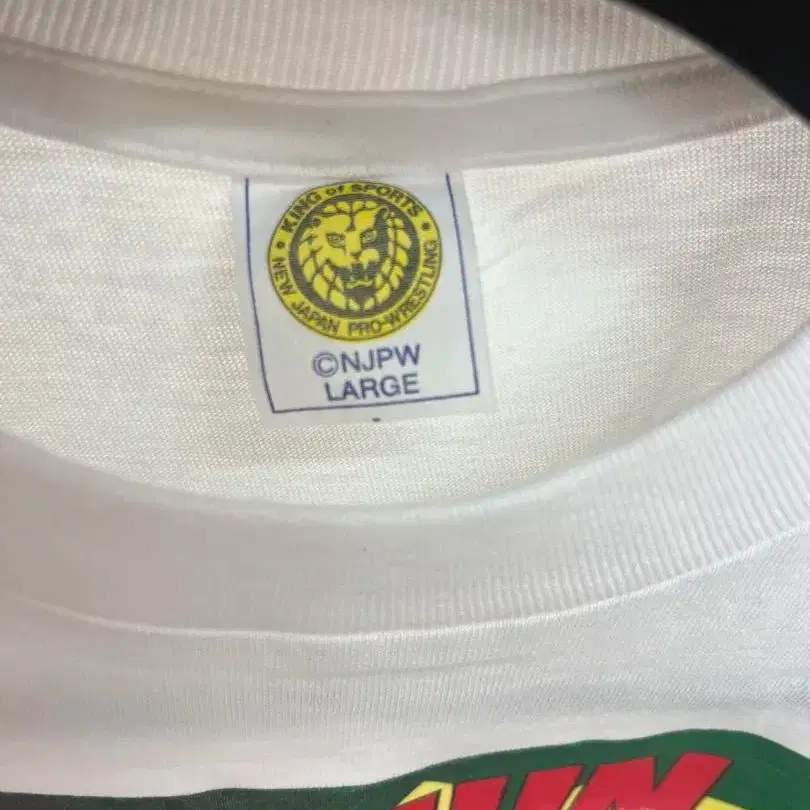 KING OF SPORTS
NEW JAPAN PRO-WRESTLING
©NJPW
LARGE